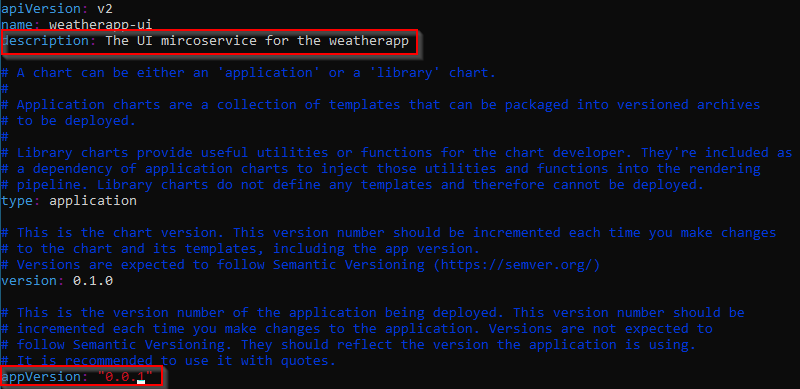 apiVersion: v2
name: weatherapp-ui
description: The UI mircoservice for the weatherapp
# A chart can be either an `application` or a `library` chart.
#
# Application charts are a collection of templates that can be packaged into versioned archives
# to be deployed.
#
# Library charts provide useful utilities or functions for the chart developer. They're included as
# a dependency of application charts to inject those utilities and functions into the rendering
# pipeline. Library charts do not define any templates and therefore cannot be deployed.
type: application
# This is the chart version. This version number should be incremented each time you make changes
# to the chart and its templates, including the app version.
# Versions are expected to follow Semantic Versioning (https://semver.org/)
version: 0.1.0
# This is the version number of the application being deployed. This version number should be
# incremented each time you make changes to the application. Versions are not expected to
# follow Semantic Versioning. They should reflect the version the application is using.
# It is recommended to use it with quotes.
appVersion: "0.0.1"